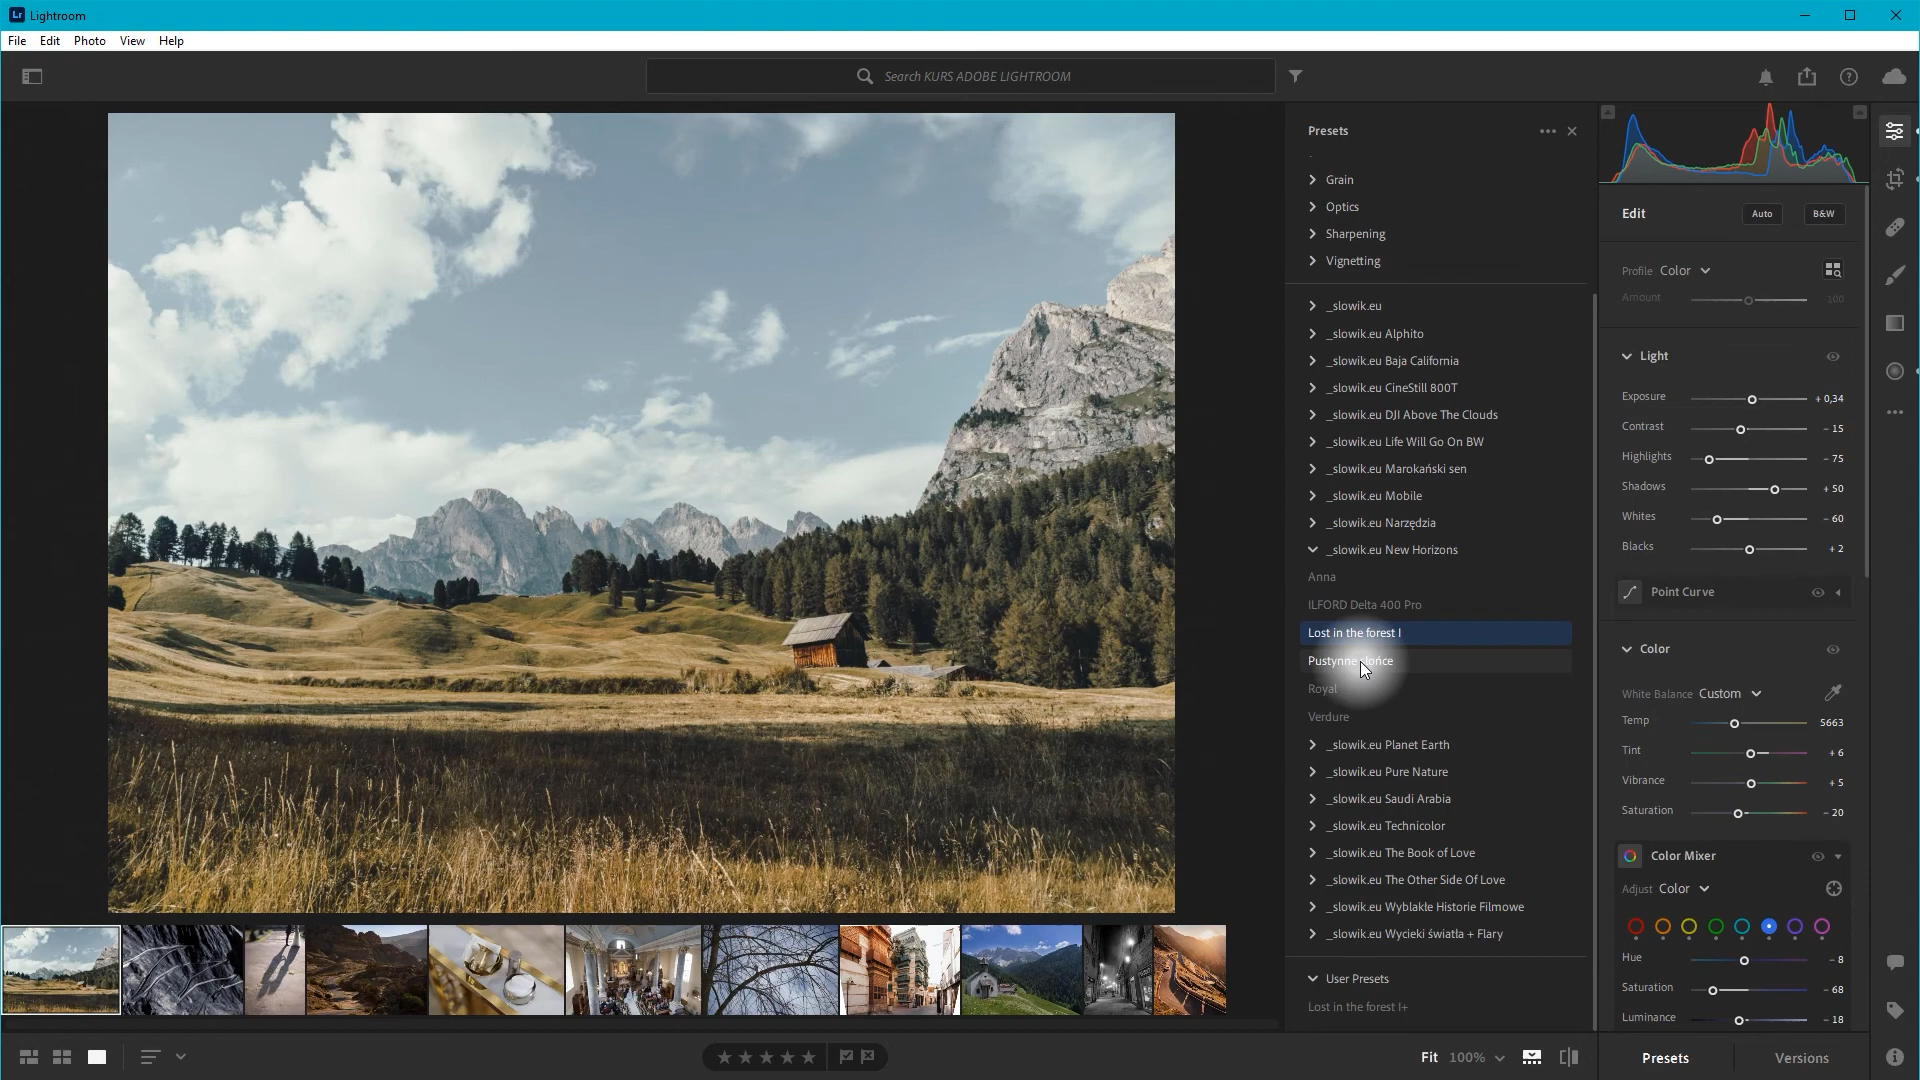 Lr Lightroom
File Edit Photo View Help
Search KURS ADOBE LIGHTROOM
Presets
Grain
Optics
Sharpening
Vignetting
_slowik.eu
_slowik.eu Alphito
_slowik.eu Baja California
_slowik.eu CineStill 800T
_slowik.eu DJI Above The Clouds
_slowik.eu Life Will Go On BW
_slowik.eu Marokański sen
_slowik.eu Mobile
_slowik.eu Narzędzia
_slowik.eu New Horizons
Anna
ILFORD Delta 400 Pro
Lost in the forest I
Pustynne słońce
Royal
Verdure
_slowik.eu Planet Earth
_slowik.eu Pure Nature
_slowik.eu Saudi Arabia
_slowik.eu Technicolor
_slowik.eu The Book of Love
_slowik.eu The Other Side Of Love
_slowik.eu Wyblakłe Historie Filmowe
_slowik.eu Wycieki światła + Flary
User Presets
Lost in the forest I+
Edit Auto B&W
Profile Color
Amount 100
Light
Exposure + 0,34
Contrast – 15
Highlights – 75
Shadows + 50
Whites – 60
Blacks + 2
Point Curve
Color
White Balance Custom
Temp 5663
Tint + 6
Vibrance + 5
Saturation – 20
Color Mixer
Adjust Color
Hue – 8
Saturation – 68
Luminance – 18
Fit 100%
Presets Versions